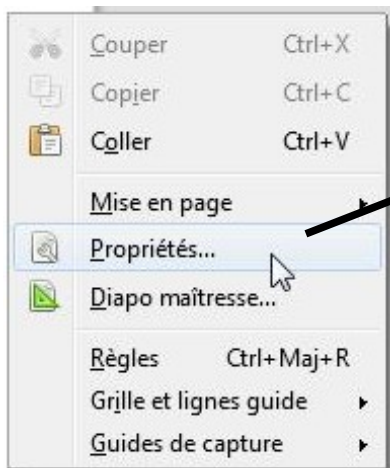 Couper Ctrl+X
Copier Ctrl+C
Coller Ctrl+V
Mise en page
Propriétés...
Diapo maîtresse...
Règles Ctrl+Maj+R
Grille et lignes guide
Guides de capture